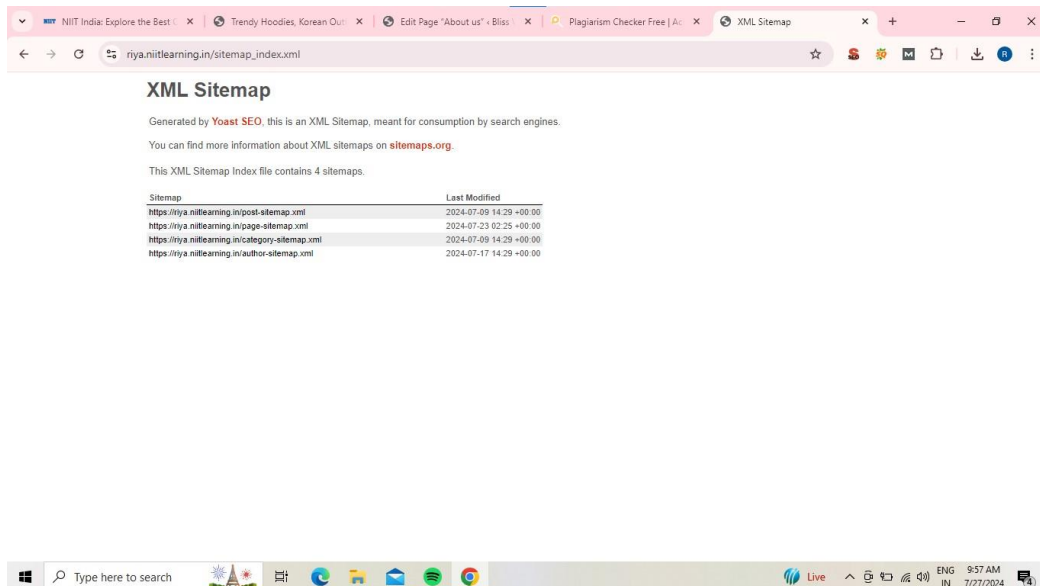 NIIT NIIT India: Explore the Best C
Trendy Hoodies, Korean Out
Edit Page "About us" ‹ Bliss
Plagiarism Checker Free | Ac
XML Sitemap
riya.niitlearning.in/sitemap_index.xml
R
XML Sitemap
Generated by Yoast SEO, this is an XML Sitemap, meant for consumption by search engines.
You can find more information about XML sitemaps on sitemaps.org.
This XML Sitemap Index file contains 4 sitemaps.
Sitemap Last Modified
https://riya.niitlearning.in/post-sitemap.xml 2024-07-09 14:29 +00:00
https://riya.niitlearning.in/page-sitemap.xml 2024-07-23 02:25 +00:00
https://riya.niitlearning.in/category-sitemap.xml 2024-07-09 14:29 +00:00
https://riya.niitlearning.in/author-sitemap.xml 2024-07-17 14:29 +00:00
Type here to search
Live
ENG
IN
9:57 AM
7/27/2024
4